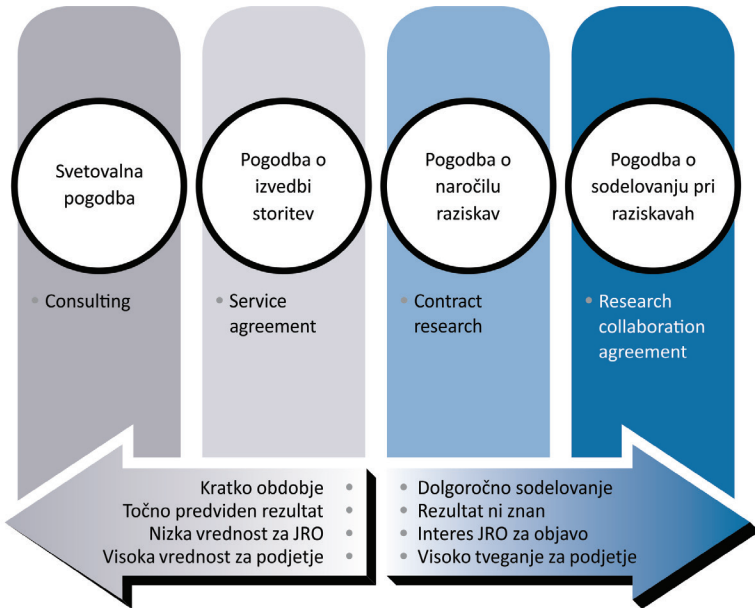 Svetovalna
pogodba
Pogodba o
izvedbi
storitev
Pogodba o
naročilu
raziskav
Pogodba o
sodelovanju pri
raziskavah
• Consulting
• Service
agreement
• Contract
research
• Research
collaboration
agreement
Kratko obdobje •
Točno predviden rezultat •
Nizka vrednost za JRO •
Visoka vrednost za podjetje •
• Dolgoročno sodelovanje
• Rezultat ni znan
• Interes JRO za objavo
• Visoko tveganje za podjetje